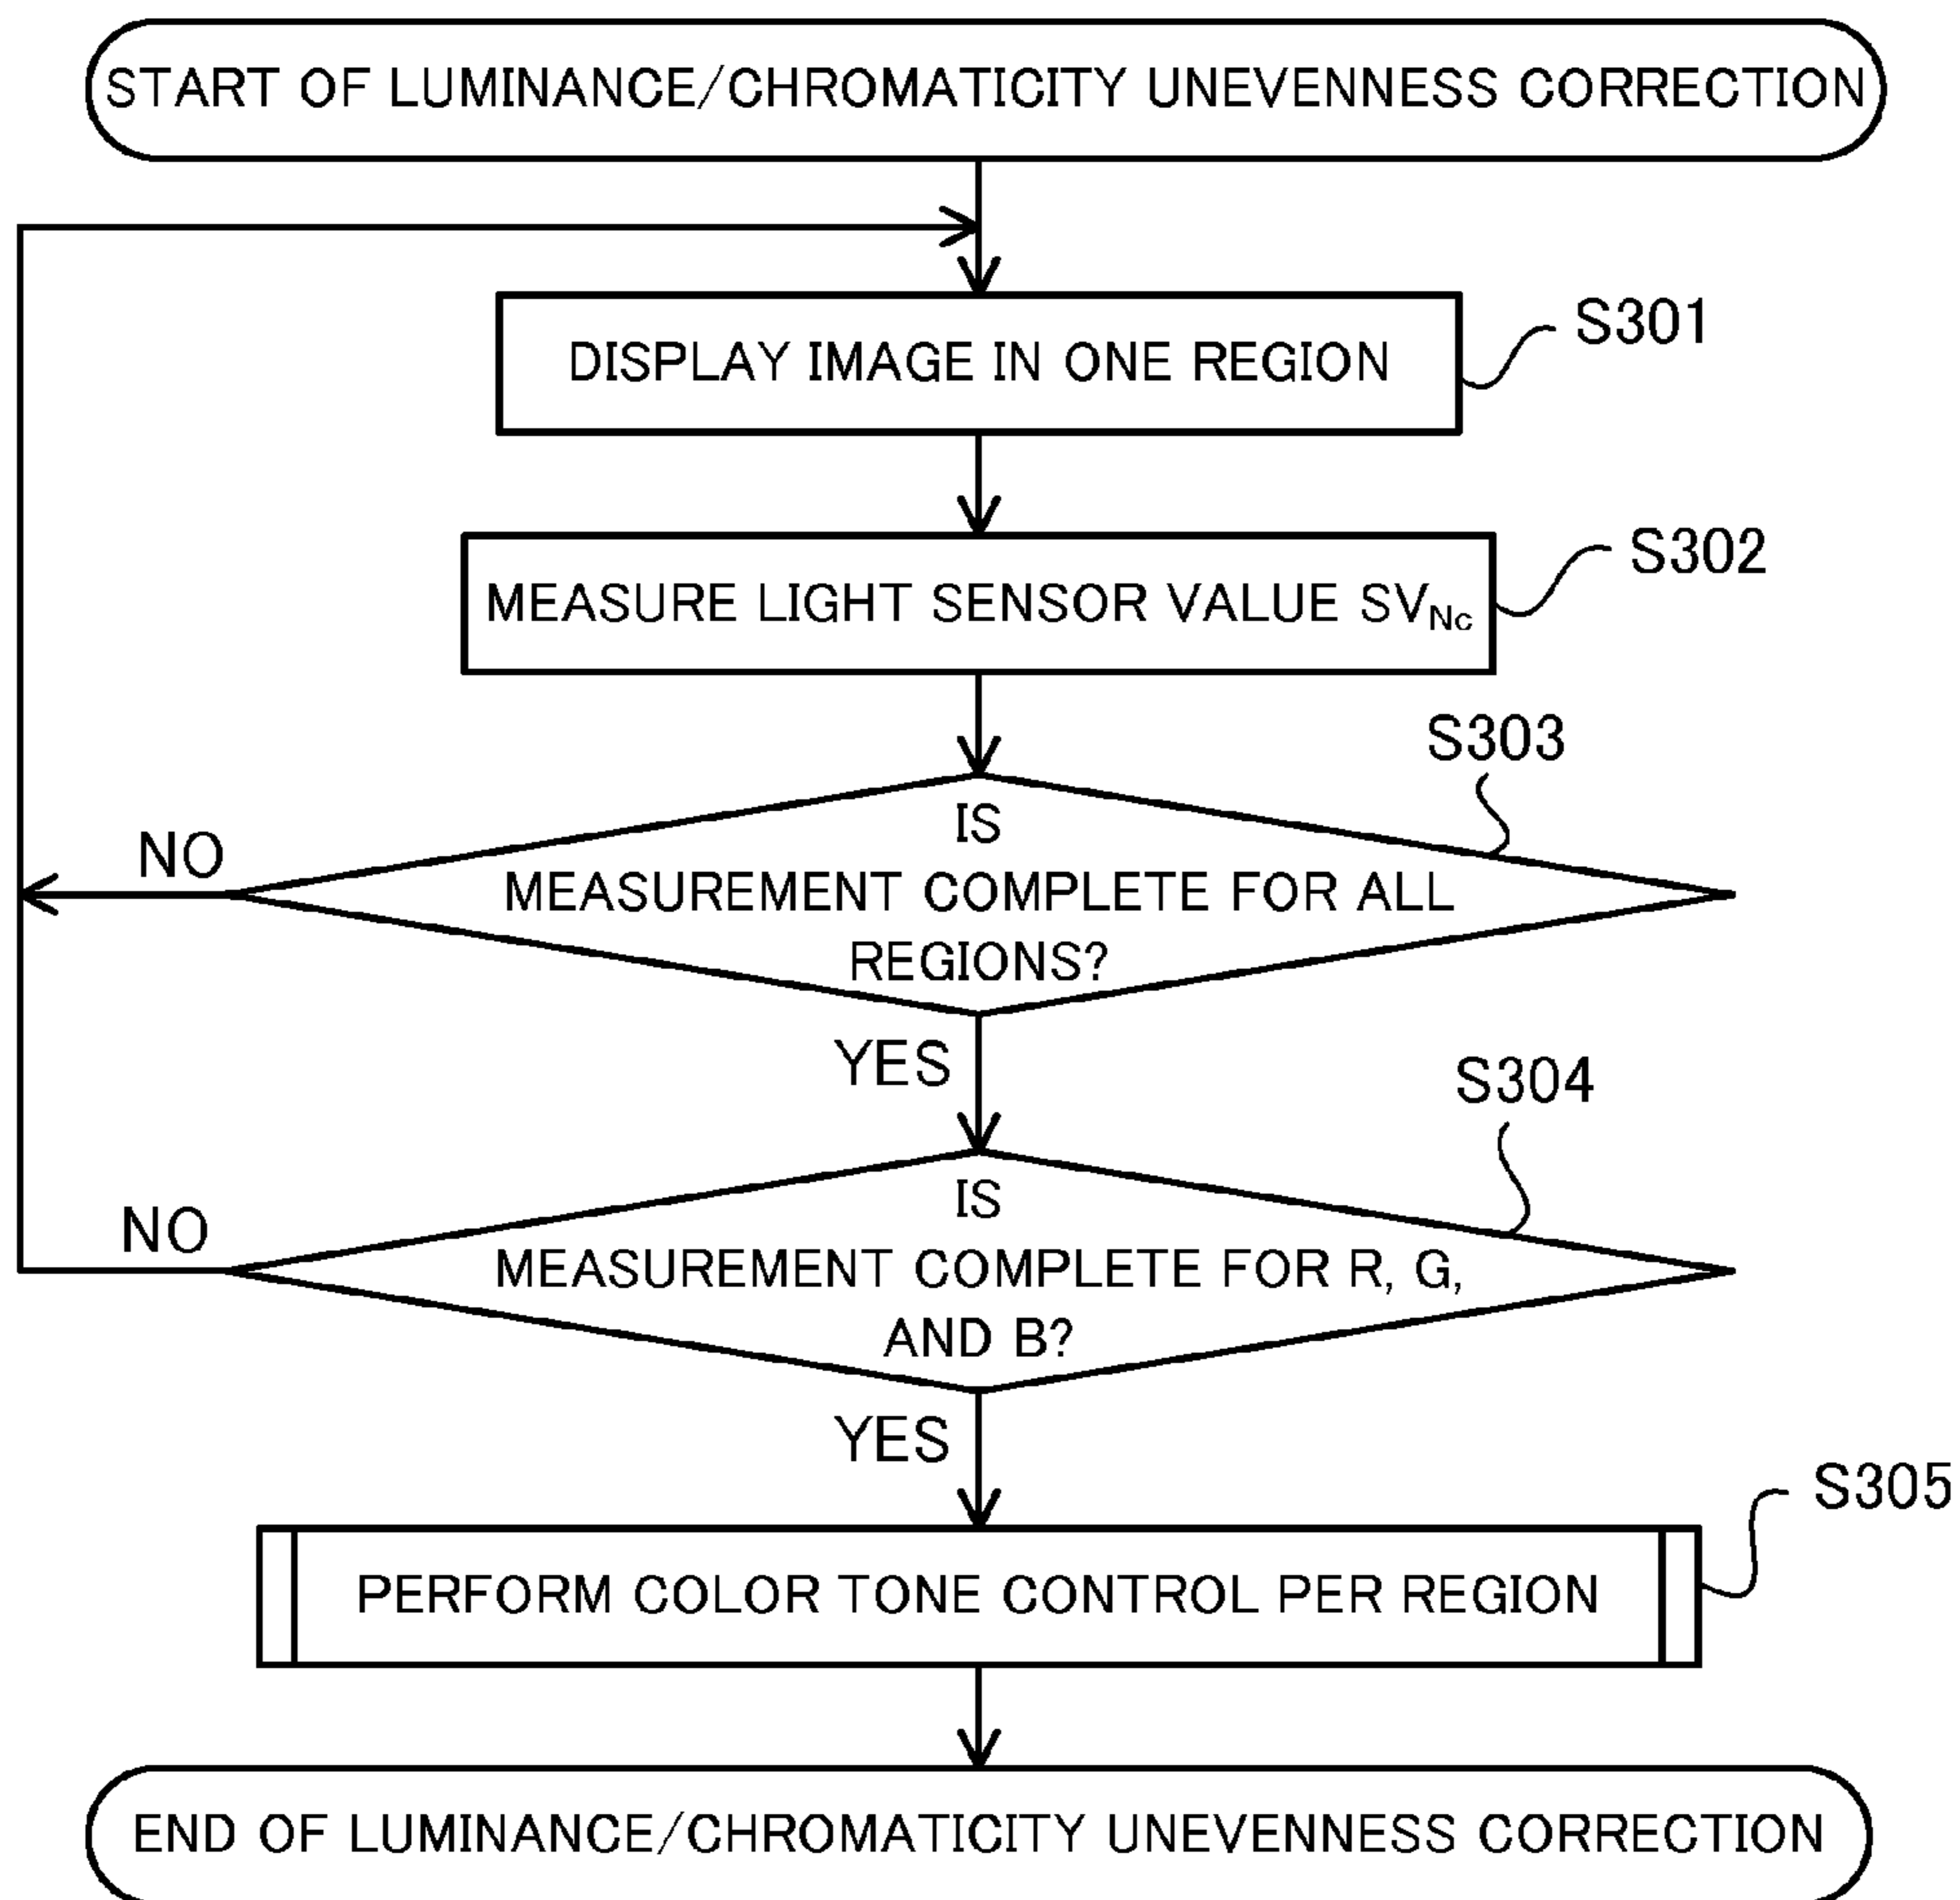 START OF LUMINANCE/CHROMATICITY UNEVENNESS CORRECTION
DISPLAY IMAGE IN ONE REGION
S301
MEASURE LIGHT SENSOR VALUE SVNc
S302
S303
IS
MEASUREMENT COMPLETE FOR ALL
REGIONS?
NO
YES
S304
IS
MEASUREMENT COMPLETE FOR R, G,
AND B?
NO
YES
S305
PERFORM COLOR TONE CONTROL PER REGION
END OF LUMINANCE/CHROMATICITY UNEVENNESS CORRECTION